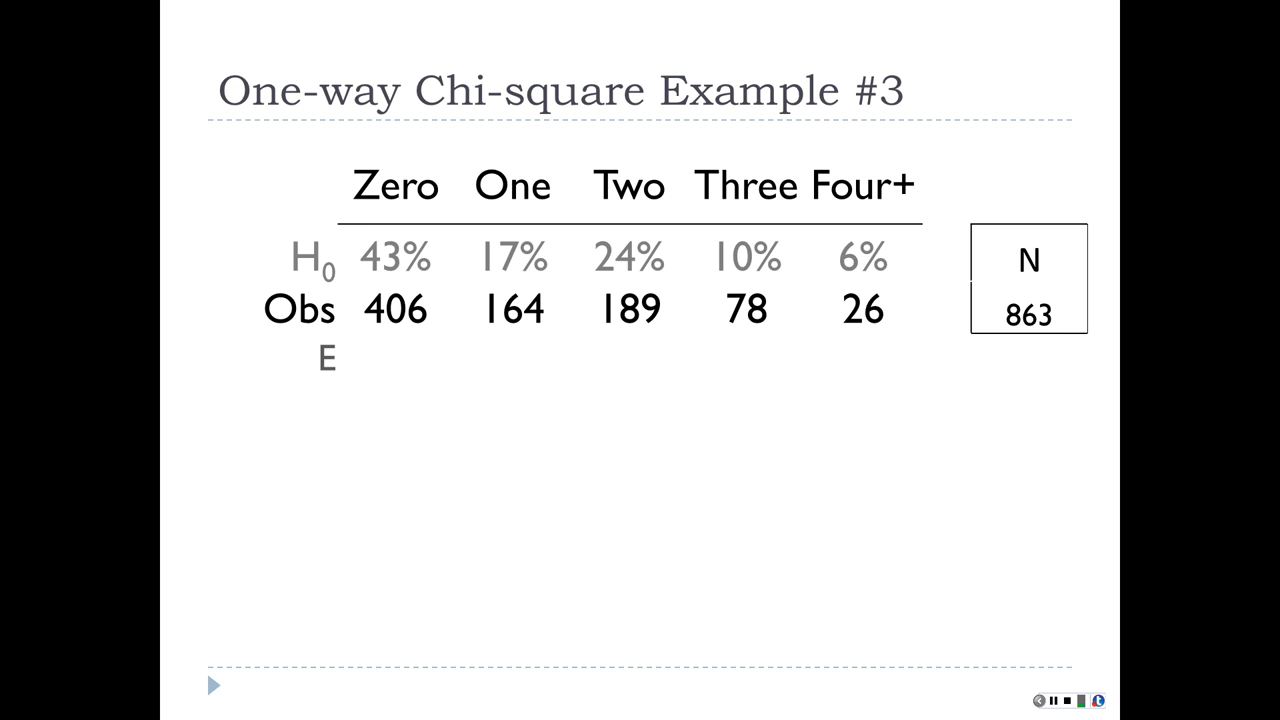 One-way Chi-square Example #3
Zero One Two Three Four+
H₀ 43% 17% 24% 10% 6% N
Obs 406 164 189 78 26 863
E